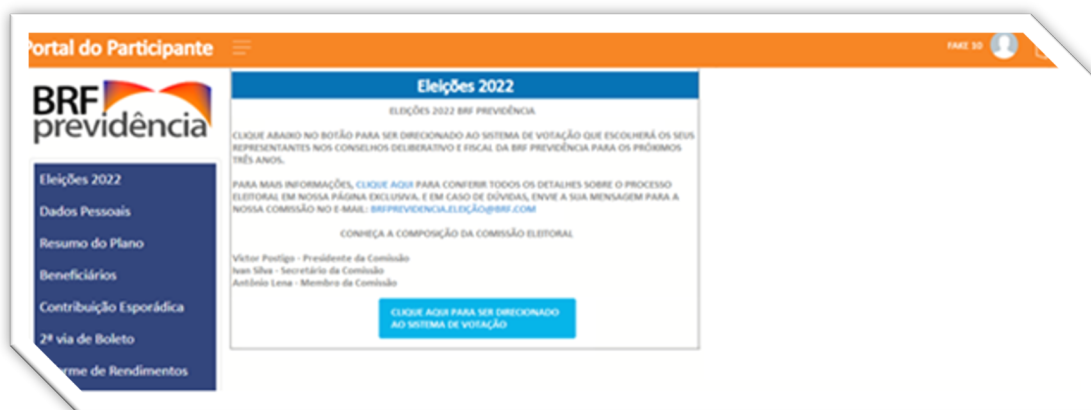 Portal do Participante
FAKE 10
BRF
previdência
Eleições 2022
Dados Pessoais
Resumo do Plano
Beneficiários
Contribuição Esporádica
2ª via de Boleto
orme de Rendimentos
Eleições 2022
ELEIÇÕES 2022 BRF PREVIDÊNCIA
CLIQUE ABAIXO NO BOTÃO PARA SER DIRECIONADO AO SISTEMA DE VOTAÇÃO QUE ESCOLHERÁ OS SEUS
REPRESENTANTES NOS CONSELHOS DELIBERATIVO E FISCAL DA BRF PREVIDÊNCIA PARA OS PRÓXIMOS
TRÊS ANOS.
PARA MAIS INFORMAÇÕES, CLIQUE AQUI PARA CONFERIR TODOS OS DETALHES SOBRE O PROCESSO
ELEITORAL EM NOSSA PÁGINA EXCLUSIVA. E EM CASO DE DÚVIDAS, ENVIE A SUA MENSAGEM PARA A
NOSSA COMISSÃO NO E-MAIL: BRFPREVIDENCIA.ELEIÇÃO@BRF.COM
CONHEÇA A COMPOSIÇÃO DA COMISSÃO ELEITORAL
Victor Postigo - Presidente da Comissão
Ivan Silva - Secretário da Comissão
Antônio Lena - Membro da Comissão
CLIQUE AQUI PARA SER DIRECIONADO
AO SISTEMA DE VOTAÇÃO